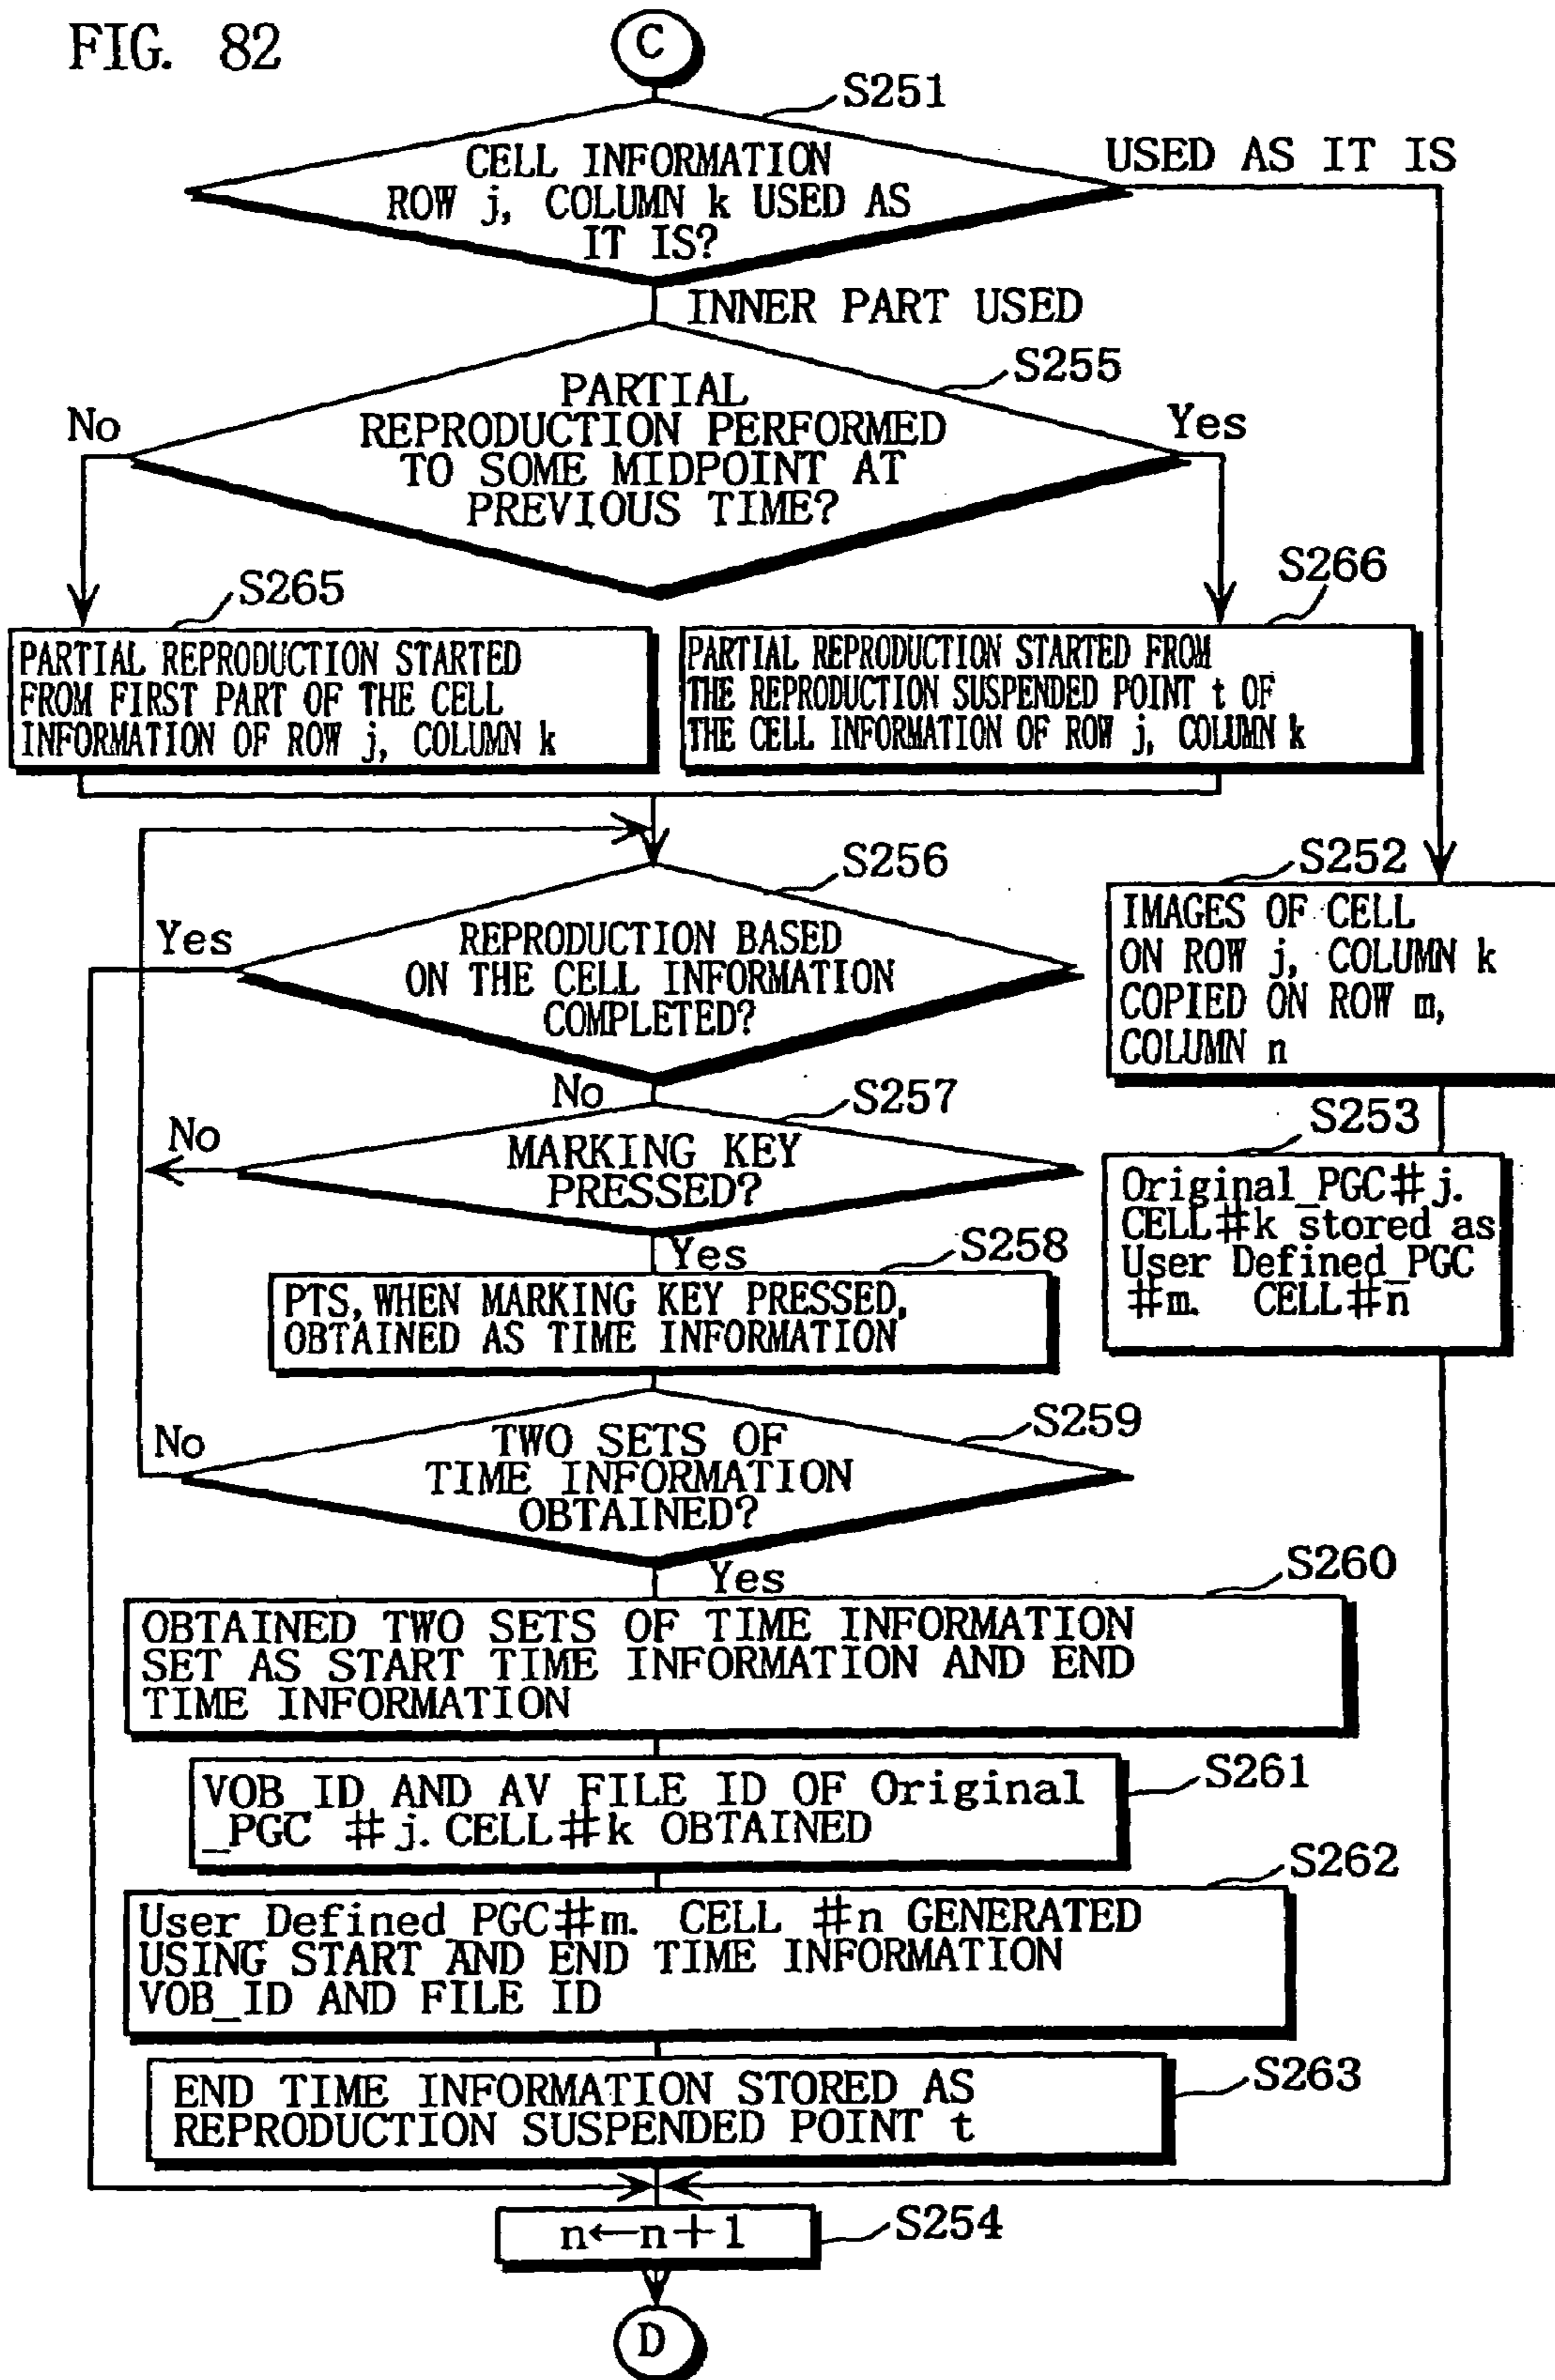 FIG. 82
C
S251
CELL INFORMATION
ROW j, COLUMN k USED AS
IT IS?
USED AS IT IS
INNER PART USED
S255
PARTIAL
REPRODUCTION PERFORMED
TO SOME MIDPOINT AT
PREVIOUS TIME?
No
Yes
S265
PARTIAL REPRODUCTION STARTED
FROM FIRST PART OF THE CELL
INFORMATION OF ROW j, COLUMN k
S266
PARTIAL REPRODUCTION STARTED FROM
THE REPRODUCTION SUSPENDED POINT t OF
THE CELL INFORMATION OF ROW j, COLUMN k
S256
Yes
REPRODUCTION BASED
ON THE CELL INFORMATION
COMPLETED?
No
S252
IMAGES OF CELL
ON ROW j, COLUMN k
COPIED ON ROW m,
COLUMN n
S257
No
MARKING KEY
PRESSED?
Yes
S253
Original_PGC#j.
CELL#k stored as
User Defined_PGC
#m. CELL#n
S258
PTS, WHEN MARKING KEY PRESSED,
OBTAINED AS TIME INFORMATION
S259
No
TWO SETS OF
TIME INFORMATION
OBTAINED?
Yes
S260
OBTAINED TWO SETS OF TIME INFORMATION
SET AS START TIME INFORMATION AND END
TIME INFORMATION
S261
VOB_ID AND AV FILE ID OF Original
_PGC #j. CELL#k OBTAINED
S262
User_Defined_PGC#m. CELL #n GENERATED
USING START AND END TIME INFORMATION
VOB_ID AND FILE ID
S263
END TIME INFORMATION STORED AS
REPRODUCTION SUSPENDED POINT t
S254
n←n+1
D